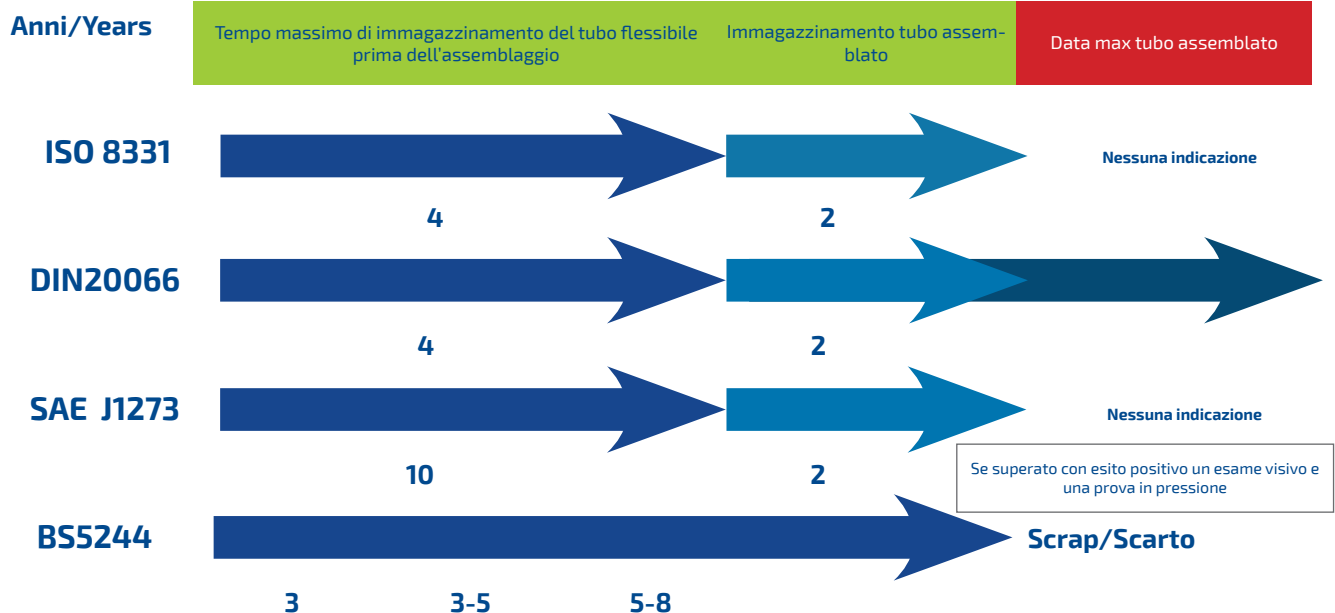 Anni/Years
Tempo massimo di immagazzinamento del tubo flessibile
prima dell'assemblaggio
Immagazzinamento tubo assem-
blato
Data max tubo assemblato
ISO 8331
Nessuna indicazione
4
2
DIN20066
4
2
SAE J1273
Nessuna indicazione
10
2
Se superato con esito positivo un esame visivo e
una prova in pressione
BS5244
Scrap/Scarto
3
3-5
5-8